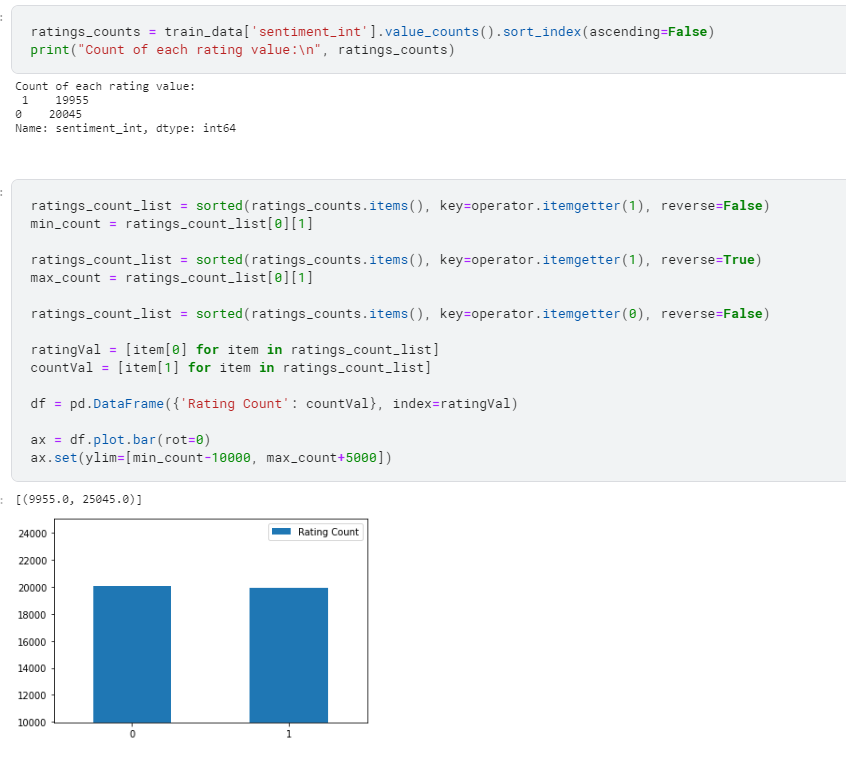 ratings_counts = train_data['sentiment_int'].value_counts().sort_index(ascending=False)
print("Count of each rating value:\n", ratings_counts)
Count of each rating value:
1    19955
0    20045
Name: sentiment_int, dtype: int64
ratings_count_list = sorted(ratings_counts.items(), key=operator.itemgetter(1), reverse=False)
min_count = ratings_count_list[0][1]
ratings_count_list = sorted(ratings_counts.items(), key=operator.itemgetter(1), reverse=True)
max_count = ratings_count_list[0][1]
ratings_count_list = sorted(ratings_counts.items(), key=operator.itemgetter(0), reverse=False)
ratingVal = [item[0] for item in ratings_count_list]
countVal = [item[1] for item in ratings_count_list]
df = pd.DataFrame({'Rating Count': countVal}, index=ratingVal)
ax = df.plot.bar(rot=0)
ax.set(ylim=[min_count-10000, max_count+5000])
[(9955.0, 25045.0)]
Rating Count
24000
22000
20000
18000
16000
14000
12000
10000
0 1